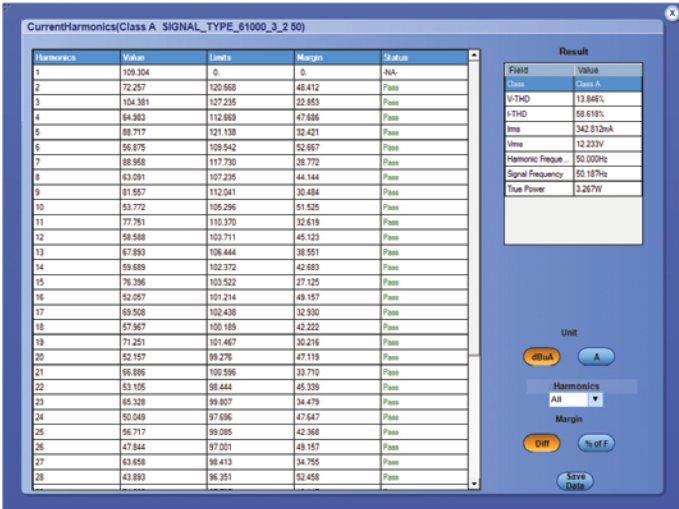 X
CurrentHarmonics(Class A SIGNAL_TYPE_61000_3_2 50)
Harmonics Value Limits Margin Status
1 109.304 0. 0. -NA-
2 72.257 120.668 48.412 Pass
3 104.381 127.235 22.853 Pass
4 64.983 112.669 47.686 Pass
5 88.717 121.138 32.421 Pass
6 56.875 109.542 52.667 Pass
7 88.958 117.730 28.772 Pass
8 63.091 107.235 44.144 Pass
9 81.557 112.041 30.484 Pass
10 53.772 105.296 51.525 Pass
11 77.751 110.370 32.619 Pass
12 58.588 103.711 45.123 Pass
13 67.893 106.444 38.551 Pass
14 59.689 102.372 42.683 Pass
15 76.396 103.522 27.125 Pass
16 52.057 101.214 49.157 Pass
17 69.508 102.438 32.930 Pass
18 57.967 100.189 42.222 Pass
19 71.251 101.467 30.216 Pass
20 52.157 99.276 47.119 Pass
21 66.886 100.596 33.710 Pass
22 53.105 98.444 45.339 Pass
23 65.328 99.807 34.479 Pass
24 50.049 97.696 47.647 Pass
25 56.717 99.085 42.368 Pass
26 47.844 97.001 49.157 Pass
27 63.658 98.413 34.755 Pass
28 43.893 96.351 52.458 Pass
Result
Field Value
Class Class A
V-THD 13.846%
I-THD 58.618%
Irms 342.812mA
Vrms 12.233V
Harmonic Freque... 50.000Hz
Signal Frequency 50.187Hz
True Power 3.267W
Unit
dBuA A
Harmonics
All
Margin
Diff % of F
Save
Data